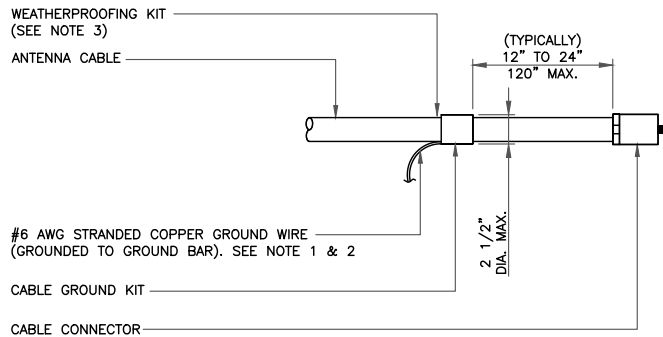 WEATHERPROOFING KIT
(SEE NOTE 3)
ANTENNA CABLE
(TYPICALLY)
12" TO 24"
120" MAX.
2 1/2"
DIA. MAX.
#6 AWG STRANDED COPPER GROUND WIRE
(GROUNDED TO GROUND BAR). SEE NOTE 1 & 2
CABLE GROUND KIT
CABLE CONNECTOR